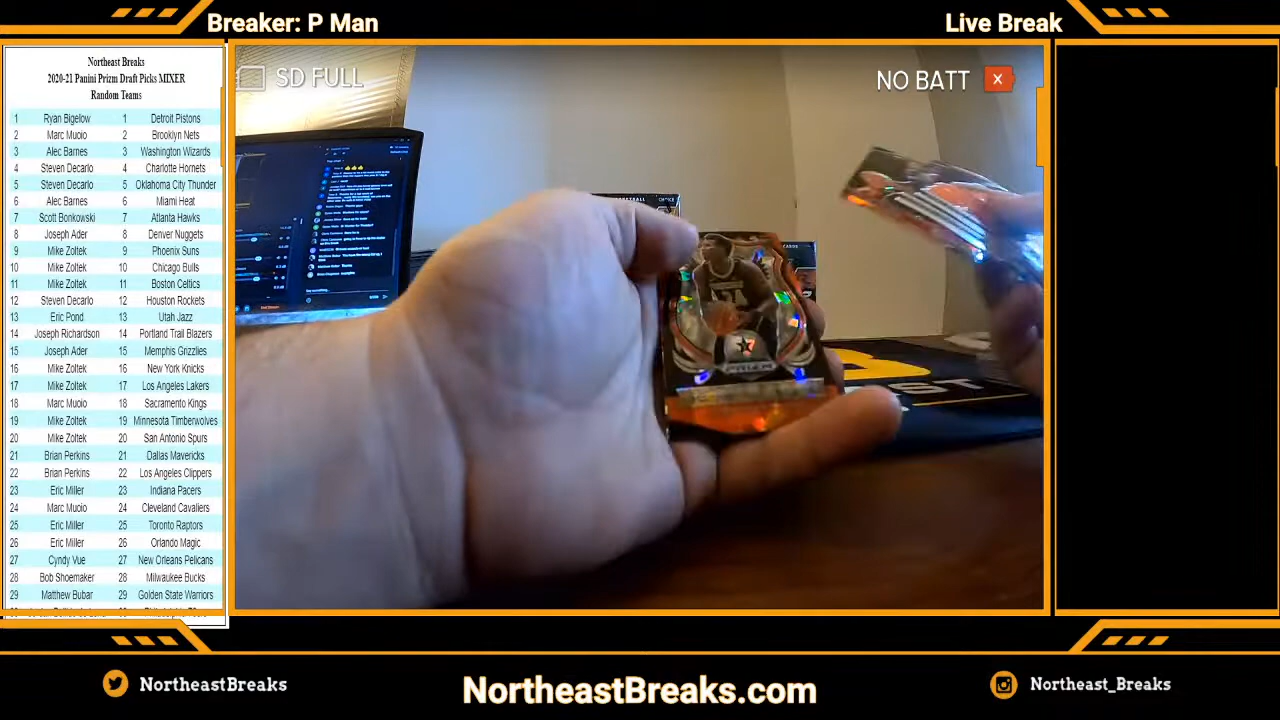 Breaker: P Man
Live Break
Northeast Breaks
2020-21 Panini Prizm Draft Picks MIXER
Random Teams
1 Ryan Bigelow 1 Detroit Pistons
2 Marc Muoio 2 Brooklyn Nets
3 Alec Barnes 3 Washington Wizards
4 Steven Decarlo 4 Charlotte Hornets
5 Steven Decarlo 5 Oklahoma City Thunder
6 Alec Barnes 6 Miami Heat
7 Scott Bonkowski 7 Atlanta Hawks
8 Joseph Ader 8 Denver Nuggets
9 Mike Zoltek 9 Phoenix Suns
10 Mike Zoltek 10 Chicago Bulls
11 Mike Zoltek 11 Boston Celtics
12 Steven Decarlo 12 Houston Rockets
13 Eric Pond 13 Utah Jazz
14 Joseph Richardson 14 Portland Trail Blazers
15 Joseph Ader 15 Memphis Grizzlies
16 Mike Zoltek 16 New York Knicks
17 Mike Zoltek 17 Los Angeles Lakers
18 Marc Muoio 18 Sacramento Kings
19 Mike Zoltek 19 Minnesota Timberwolves
20 Mike Zoltek 20 San Antonio Spurs
21 Brian Perkins 21 Dallas Mavericks
22 Brian Perkins 22 Los Angeles Clippers
23 Eric Miller 23 Indiana Pacers
24 Marc Muoio 24 Cleveland Cavaliers
25 Eric Miller 25 Toronto Raptors
26 Eric Miller 26 Orlando Magic
27 Cyndy Vue 27 New Orleans Pelicans
28 Bob Shoemaker 28 Milwaukee Bucks
29 Matthew Bubar 29 Golden State Warriors
SD FULL
NO BATT
PRIZM
NortheastBreaks
NortheastBreaks.com
Northeast_Breaks